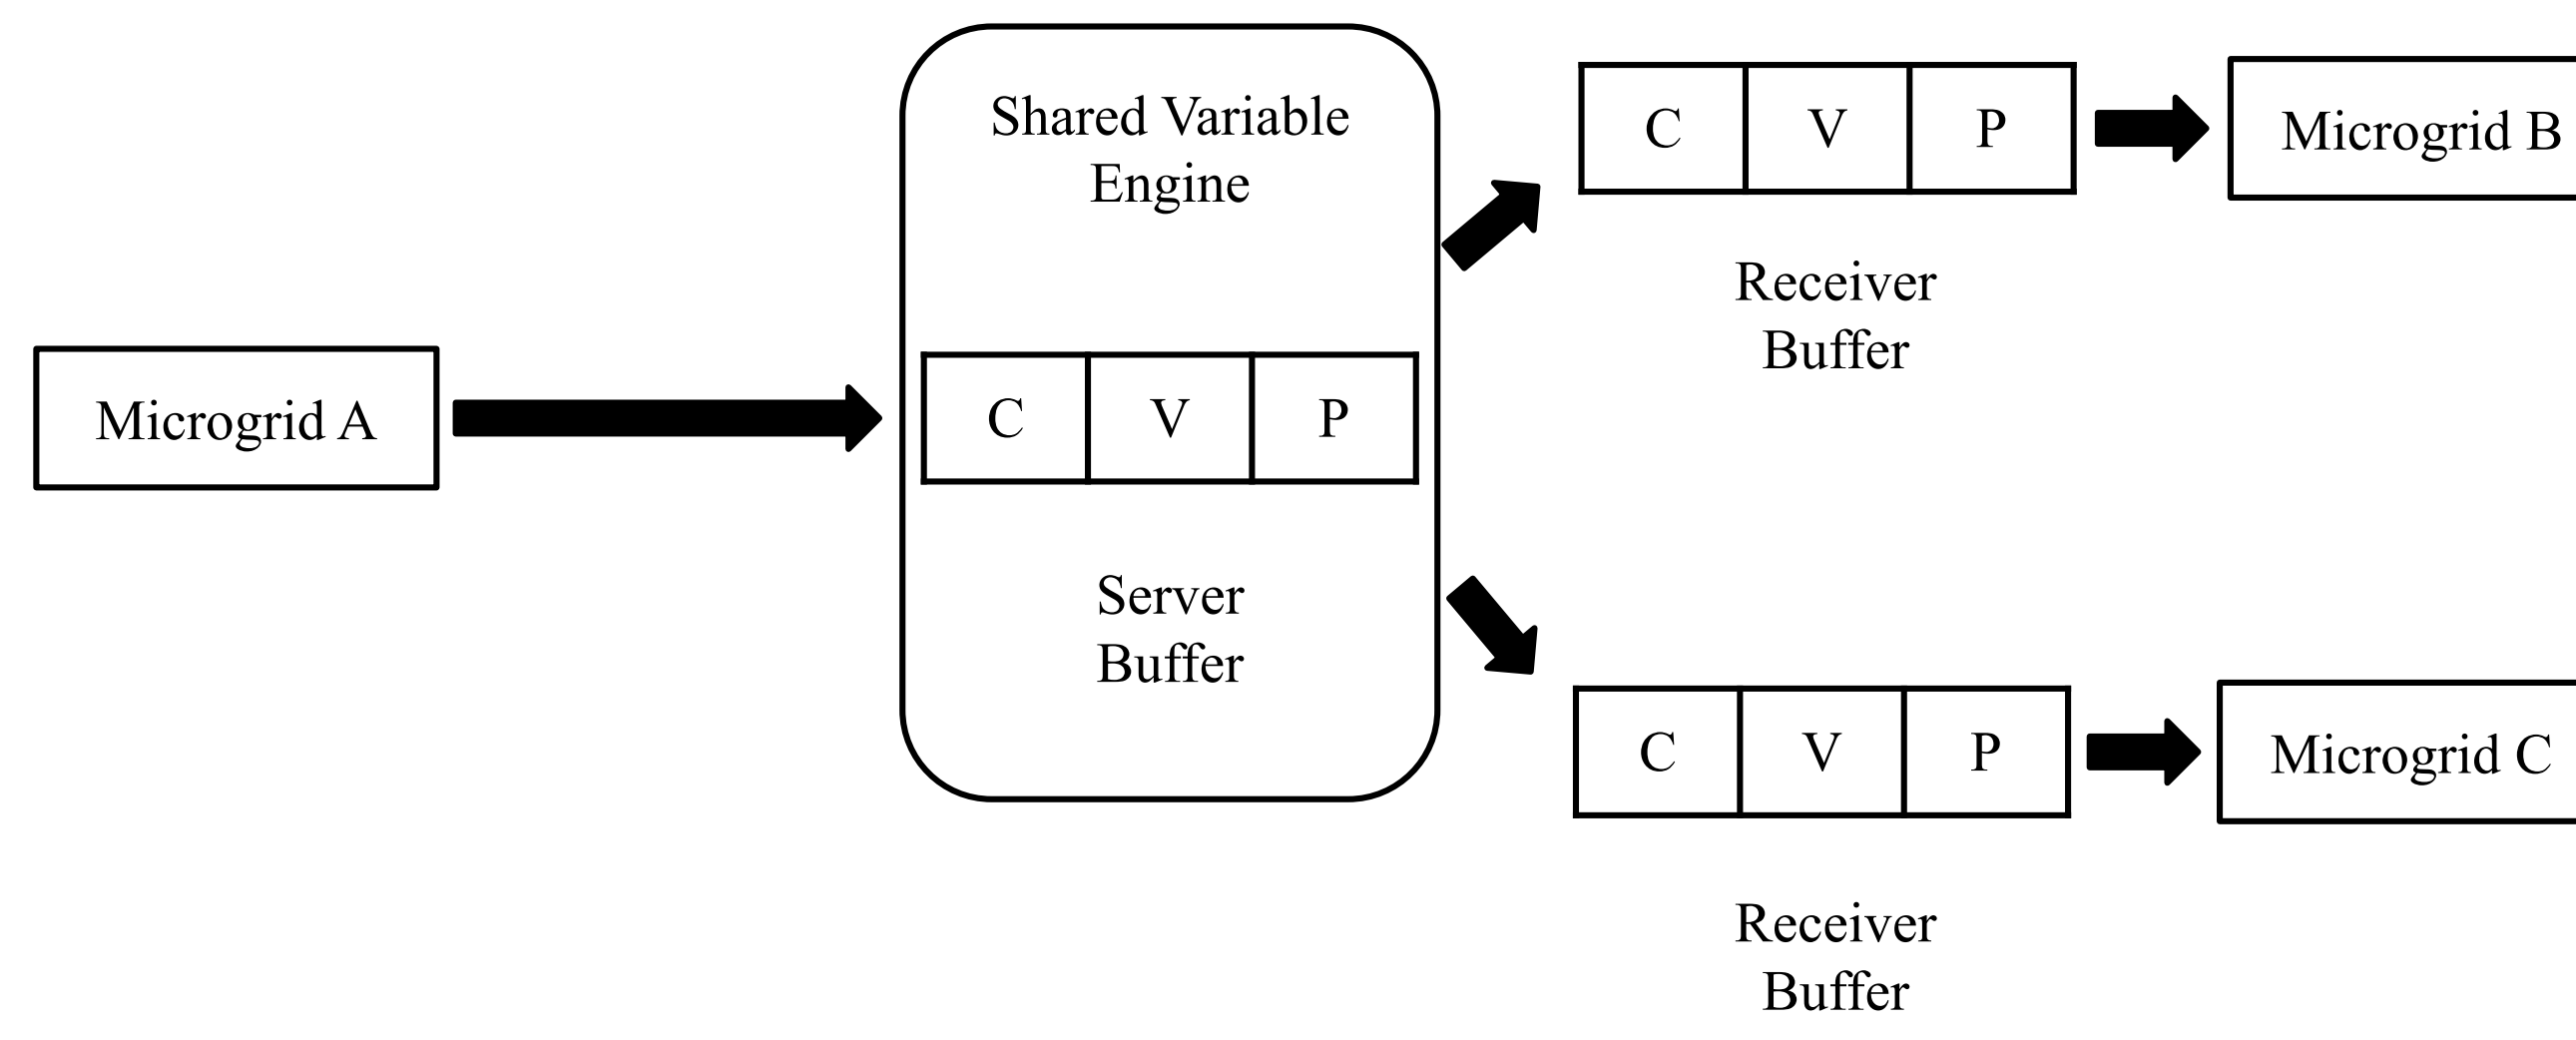 Microgrid A
Shared Variable
Engine
C V P
Server
Buffer
C V P
Receiver
Buffer
Microgrid B
C V P
Receiver
Buffer
Microgrid C